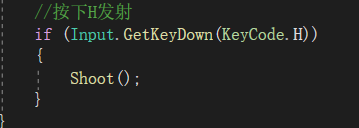 //按下H发射
if (Input.GetKeyDown(KeyCode.H))
{
Shoot();
}
}